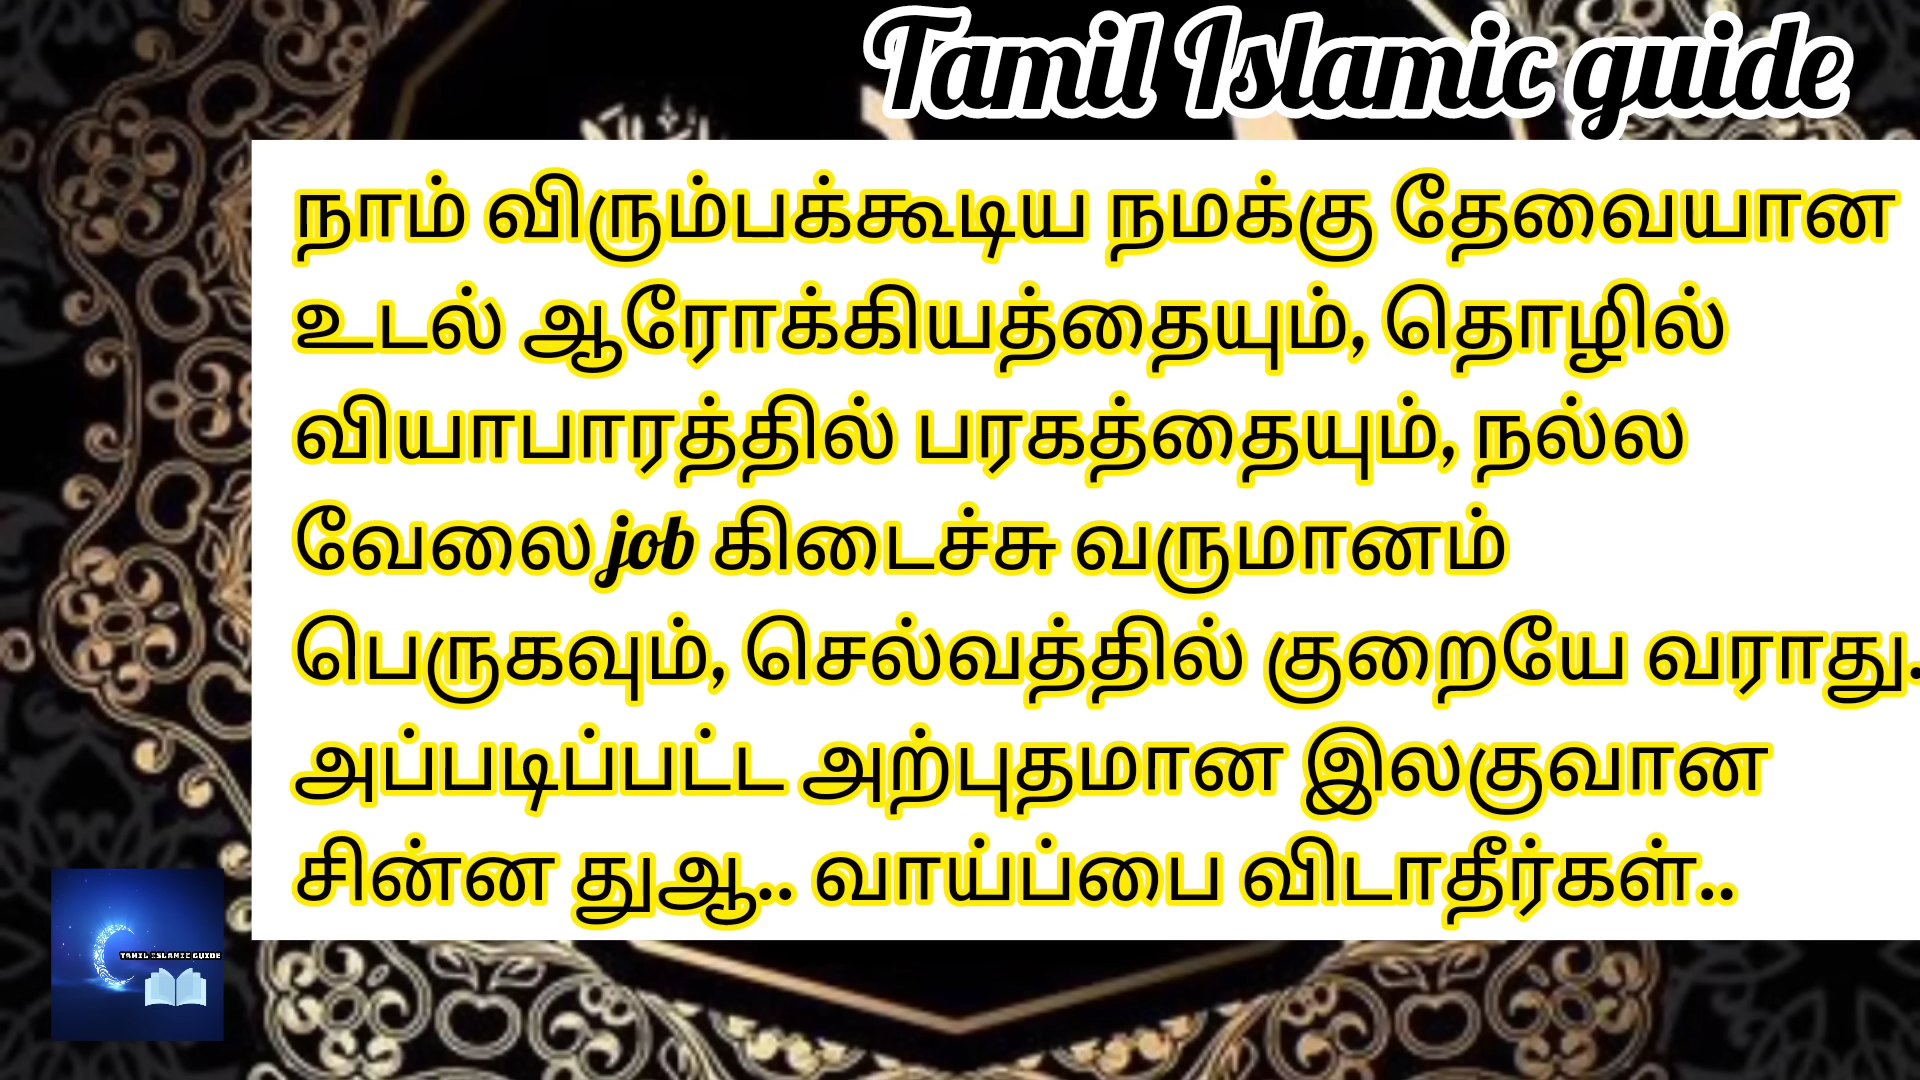 Tamil Islamic guide
நாம் விரும்பக்கூடிய நமக்கு தேவையான
உடல் ஆரோக்கியத்தையும், தொழில்
வியாபாரத்தில் பரகத்தையும், நல்ல
வேலை job கிடைச்சு வருமானம்
பெருகவும், செல்வத்தில் குறையே வராது.
அப்படிப்பட்ட அற்புதமான இலகுவான
சின்ன துஆ.. வாய்ப்பை விடாதீர்கள்..
TAMIL ISLAMIC GUIDE